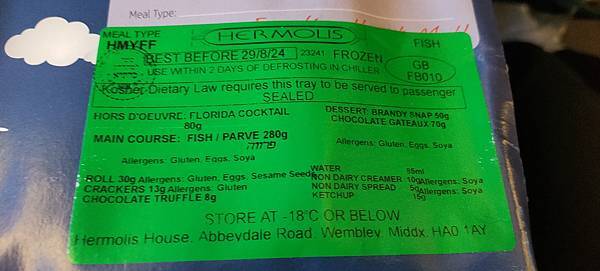 Meal Type:
MEAL TYPE
HMYFF
HERMOLIS
FISH
BEST BEFORE 29/8/24 23241 FROZEN
USE WITHIN 2 DAYS OF DEFROSTING IN CHILLER
GB
FB010
Kosher Dietary Law requires this tray to be served to passenger
SEALED
HORS D'OEUVRE: FLORIDA COCKTAIL
80g
MAIN COURSE: FISH / PARVE 280g
פרווה
Allergens: Gluten, Eggs, Soya
DESSERT: BRANDY SNAP 50g
CHOCOLATE GATEAUX 70g
Allergens: Gluten, Eggs, Soya
ROLL 30g Allergens: Gluten, Eggs, Sesame Seeds
CRACKERS 13g Allergens: Gluten
CHOCOLATE TRUFFLE 8g
WATER 85ml
NON DAIRY CREAMER 10g Allergens: Soya
NON DAIRY SPREAD 5g Allergens: Soya
KETCHUP 15g
STORE AT -18°C OR BELOW
Hermolis House, Abbeydale Road, Wembley, Middx, HA0 1AY